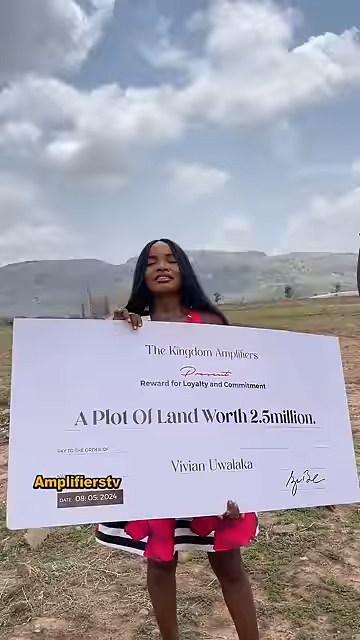 The Kingdom Amplifiers
Present
Reward for Loyalty and Commitment
A Plot Of Land Worth 2.5million.
PAY TO THE ORDER OF
Vivian Uwalaka
Amplifierstv
DATE 08:05:2024